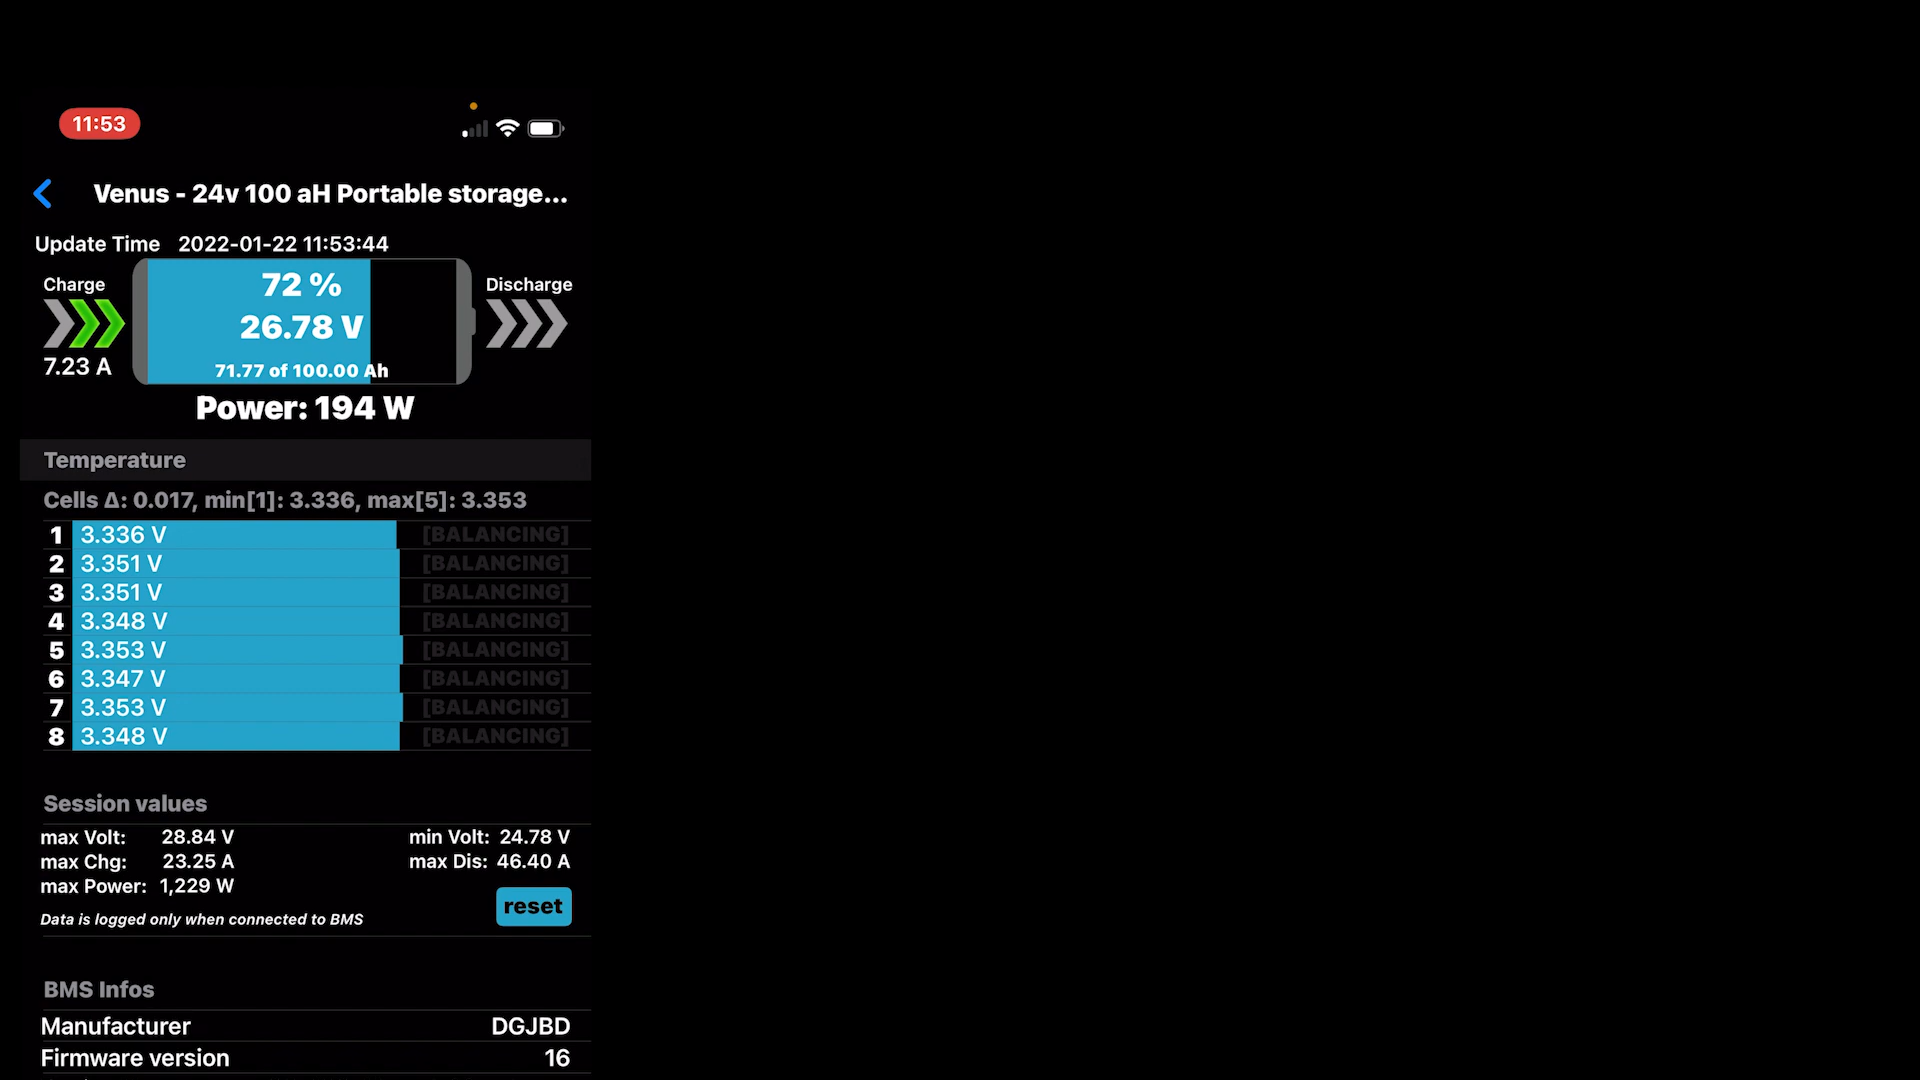 11:53
Venus - 24v 100 aH Portable storage...
Update Time 2022-01-22 11:53:44
Charge
72 %
Discharge
26.78 V
7.23 A
71.77 of 100.00 Ah
Power: 194 W
Temperature
Cells Δ: 0.017, min[1]: 3.336, max[5]: 3.353
1 3.336 V [BALANCING]
2 3.351 V [BALANCING]
3 3.351 V [BALANCING]
4 3.348 V [BALANCING]
5 3.353 V [BALANCING]
6 3.347 V [BALANCING]
7 3.353 V [BALANCING]
8 3.348 V [BALANCING]
Session values
max Volt: 28.84 V min Volt: 24.78 V
max Chg: 23.25 A max Dis: 46.40 A
max Power: 1,229 W
reset
Data is logged only when connected to BMS
BMS Infos
Manufacturer DGJBD
Firmware version 16